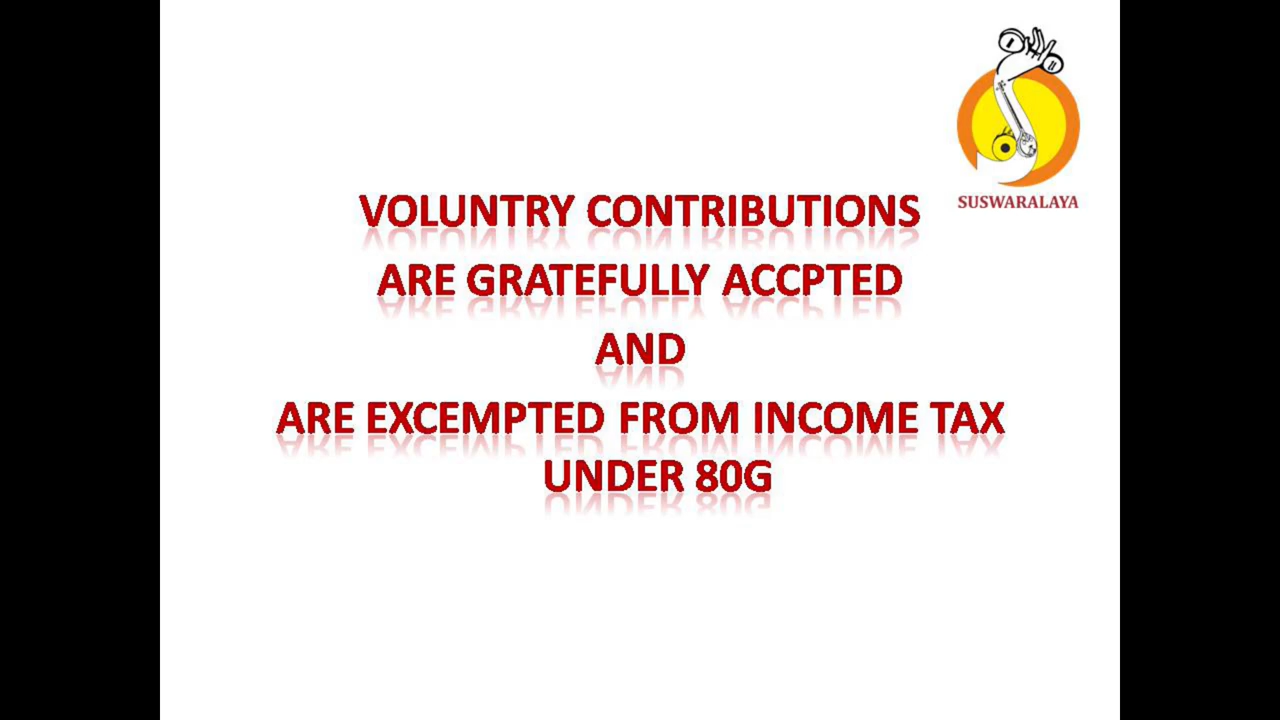 SUSWARALAYA
VOLUNTRY CONTRIBUTIONS
ARE GRATEFULLY ACCPTED
AND
ARE EXCEMPTED FROM INCOME TAX
UNDER 80G